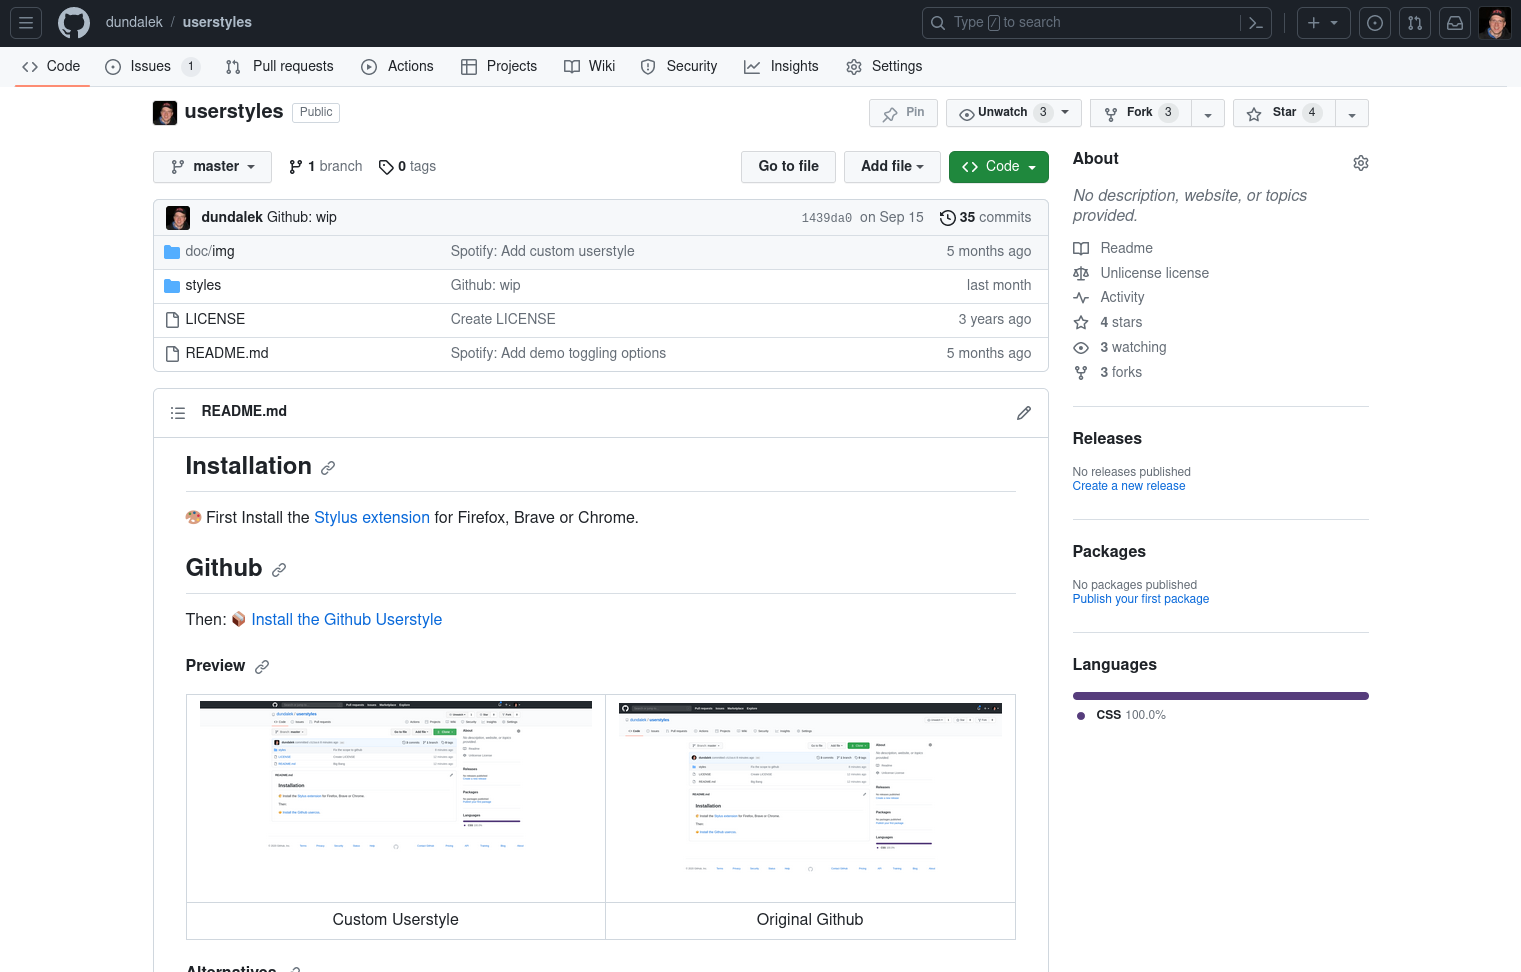 dundalek / userstyles
Type / to search
Code Issues 1 Pull requests Actions Projects Wiki Security Insights Settings
userstyles Public
Pin Unwatch 3 Fork 3 Star 4
master 1 branch 0 tags Go to file Add file Code
dundalek Github: wip 1439da0 on Sep 15 35 commits
doc/img Spotify: Add custom userstyle 5 months ago
styles Github: wip last month
LICENSE Create LICENSE 3 years ago
README.md Spotify: Add demo toggling options 5 months ago
README.md
Installation
🎨 First Install the Stylus extension for Firefox, Brave or Chrome.
Github
Then: 📦 Install the Github Userstyle
Preview
Custom Userstyle Original Github
Alternatives
About
No description, website, or topics
provided.
Readme
Unlicense license
Activity
4 stars
3 watching
3 forks
Releases
No releases published
Create a new release
Packages
No packages published
Publish your first package
Languages
CSS 100.0%